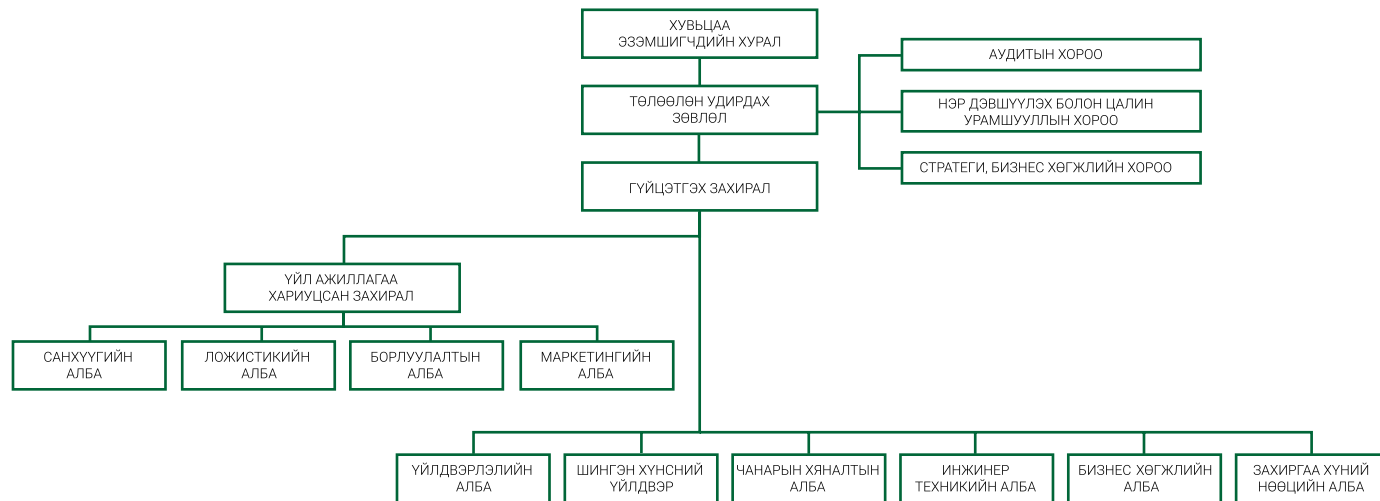 ХУВЬЦАА
ЭЗЭМШИГЧДИЙН ХУРАЛ
ТӨЛӨӨЛӨН УДИРДАХ
ЗӨВЛӨЛ
АУДИТЫН ХОРОО
НЭР ДЭВШҮҮЛЭХ БОЛОН ЦАЛИН
УРАМШУУЛЛЫН ХОРОО
СТРАТЕГИ, БИЗНЕС ХӨГЖЛИЙН ХОРОО
ГҮЙЦЭТГЕХ ЗАХИРАЛ
ҮЙЛ АЖИЛЛАГАА
ХАРИУЦСАН ЗАХИРАЛ
САНХҮҮГИЙН
АЛБА
ЛОЖИСТИКИЙН
АЛБА
БОРЛУУЛАЛТЫН
АЛБА
МАРКЕТИНГИЙН
АЛБА
ҮЙЛДВЭРЛЭЛИЙН
АЛБА
ШИНГЭН ХҮНСНИЙ
ҮЙЛДВЭР
ЧАНАРЫН ХЯНАЛТЫН
АЛБА
ИНЖИНЕР
ТЕХНИКИЙН АЛБА
БИЗНЕС ХӨГЖЛИЙН
АЛБА
ЗАХИРГАА ХҮНИЙ
НӨӨЦИЙН АЛБА